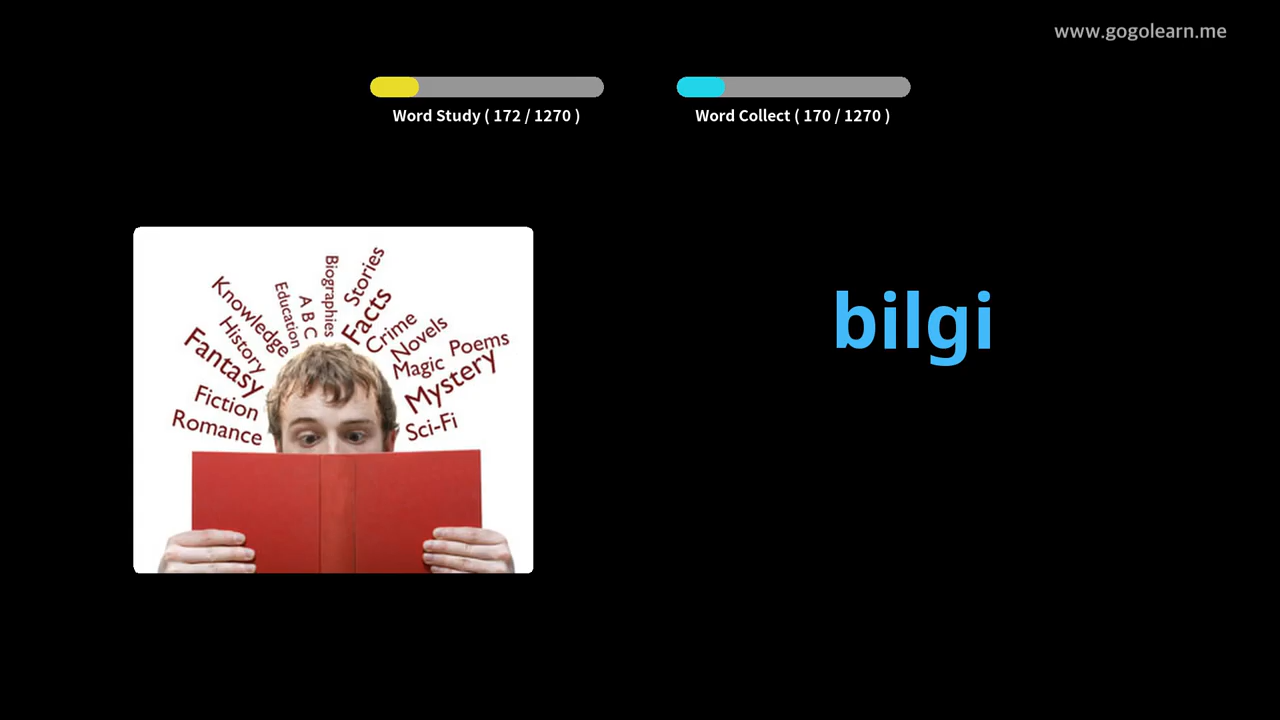 www.gogolearn.me
Word Study ( 172 / 1270 )
Word Collect ( 170 / 1270 )
bilgi
Romance
Fiction
Fantasy
History
Knowledge
Education
A B C
Biographies
Stories
Facts
Crime
Novels
Magic
Poems
Mystery
Sci-Fi